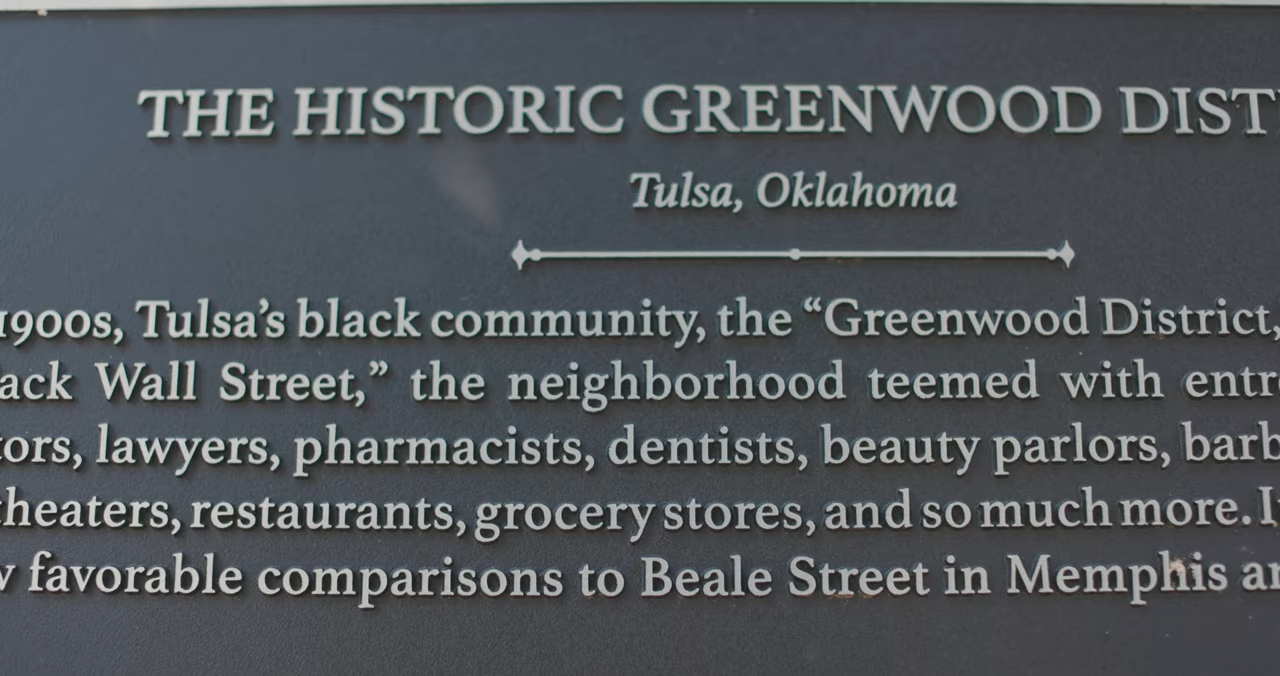 THE HISTORIC GREENWOOD DIST
Tulsa, Oklahoma
1900s, Tulsa’s black community, the “Greenwood District,
ack Wall Street,” the neighborhood teemed with entr
tors, lawyers, pharmacists, dentists, beauty parlors, barb
theaters, restaurants, grocery stores, and so much more. I
favorable comparisons to Beale Street in Memphis an